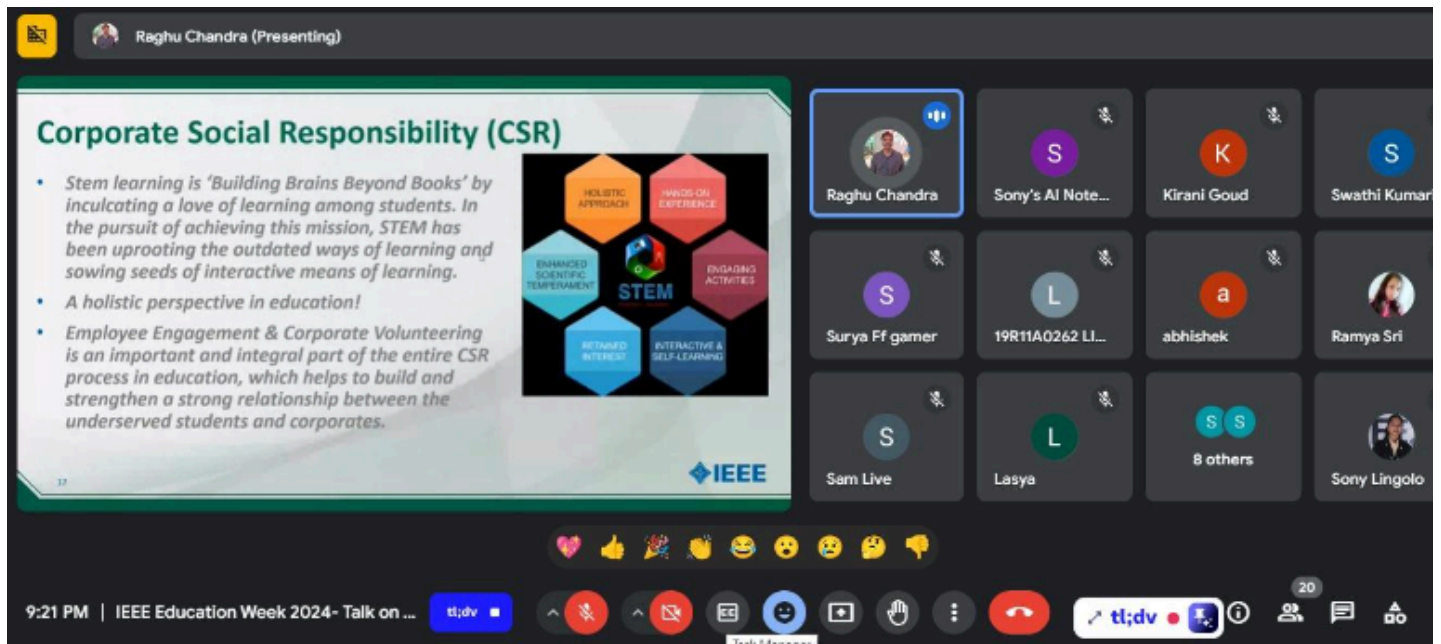 Raghu Chandra (Presenting)
Corporate Social Responsibility (CSR)
• Stem learning is ‘Building Brains Beyond Books’ by
inculcating a love of learning among students. In
the pursuit of achieving this mission, STEM has
been uprooting the outdated ways of learning and
sowing seeds of interactive means of learning.
• A holistic perspective in education!
• Employee Engagement & Corporate Volunteering
is an important and integral part of the entire CSR
process in education, which helps to build and
strengthen a strong relationship between the
underserved students and corporates.
HOLISTIC
APPROACH
HANDS-ON
EXPERIENCE
ENHANCED
SCIENTIFIC
TEMPERAMENT
STEM
ENGAGING
ACTIVITIES
RETAINED
INTEREST
INTERACTIVE &
SELF-LEARNING
37
IEEE
Raghu Chandra
S
Sony's AI Note...
K
Kirani Goud
S
Swathi Kumari
S
Surya Ff gamer
L
19R11A0262 LI...
a
abhishek
Ramya Sri
S
Sam Live
L
Lasya
S S
8 others
Sony Lingolo
9:21 PM | IEEE Education Week 2024- Talk on ...
tl;dv
CC
tl;dv
20
Task Manager